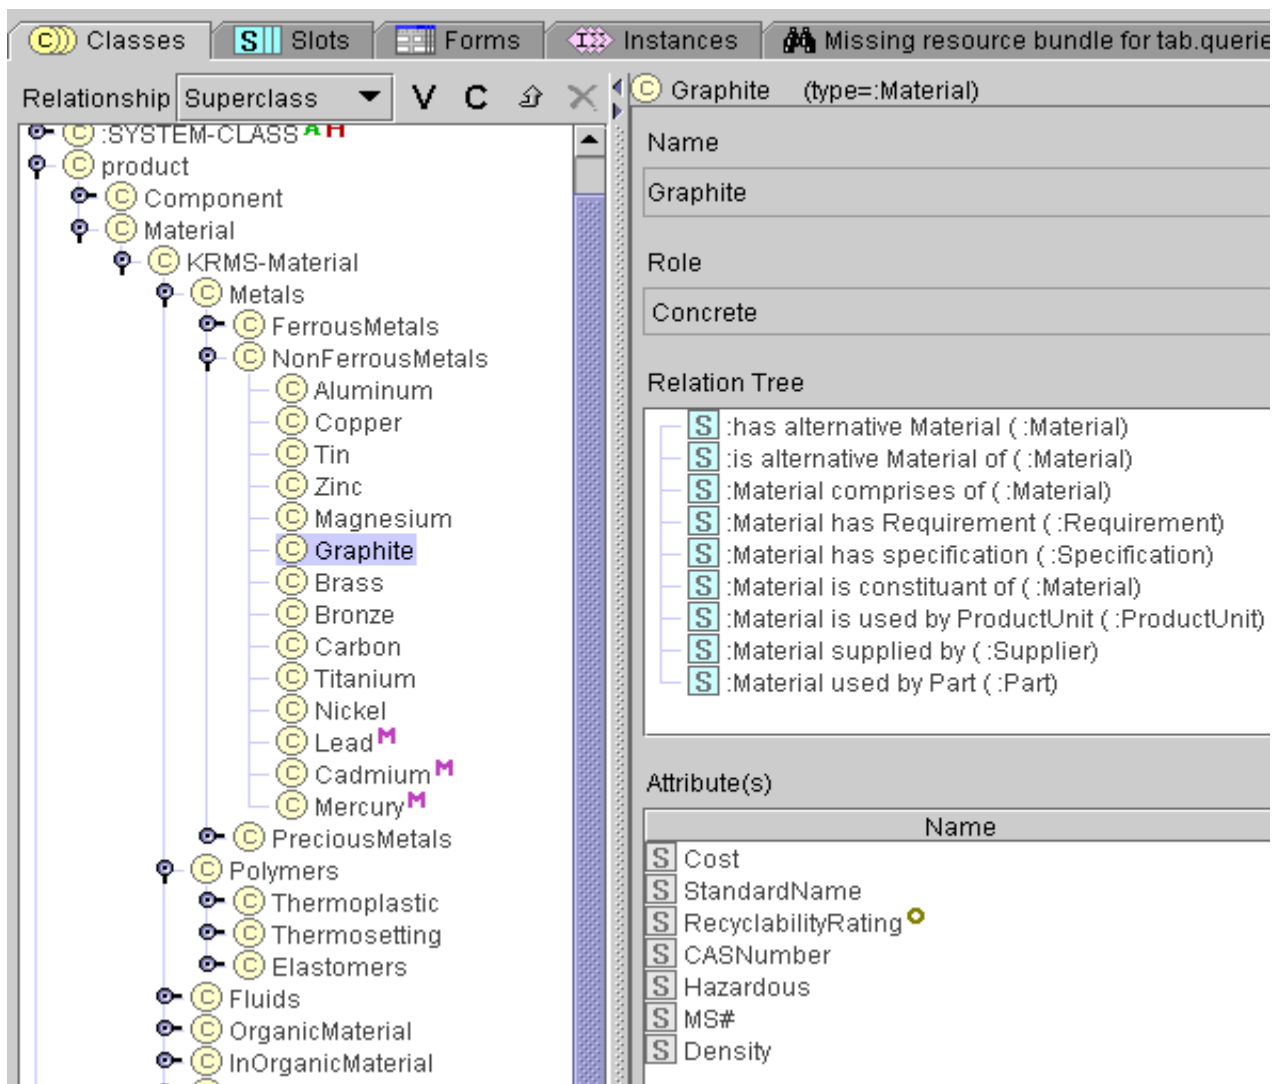 Classes Slots Forms Instances Missing resource bundle for tab.querie
Relationship Superclass V C
:SYSTEM-CLASS A H
product
Component
Material
KRMS-Material
Metals
FerrousMetals
NonFerrousMetals
Aluminum
Copper
Tin
Zinc
Magnesium
Graphite
Brass
Bronze
Carbon
Titanium
Nickel
Lead M
Cadmium M
Mercury M
PreciousMetals
Polymers
Thermoplastic
Thermosetting
Elastomers
Fluids
OrganicMaterial
InOrganicMaterial
Graphite (type=:Material)
Name
Graphite
Role
Concrete
Relation Tree
:has alternative Material ( :Material)
:is alternative Material of ( :Material)
:Material comprises of ( :Material)
:Material has Requirement ( :Requirement)
:Material has specification ( :Specification)
:Material is constituant of ( :Material)
:Material is used by ProductUnit ( :ProductUnit)
:Material supplied by ( :Supplier)
:Material used by Part ( :Part)
Attribute(s)
Name
Cost
StandardName
RecyclabilityRating
CASNumber
Hazardous
MS#
Density